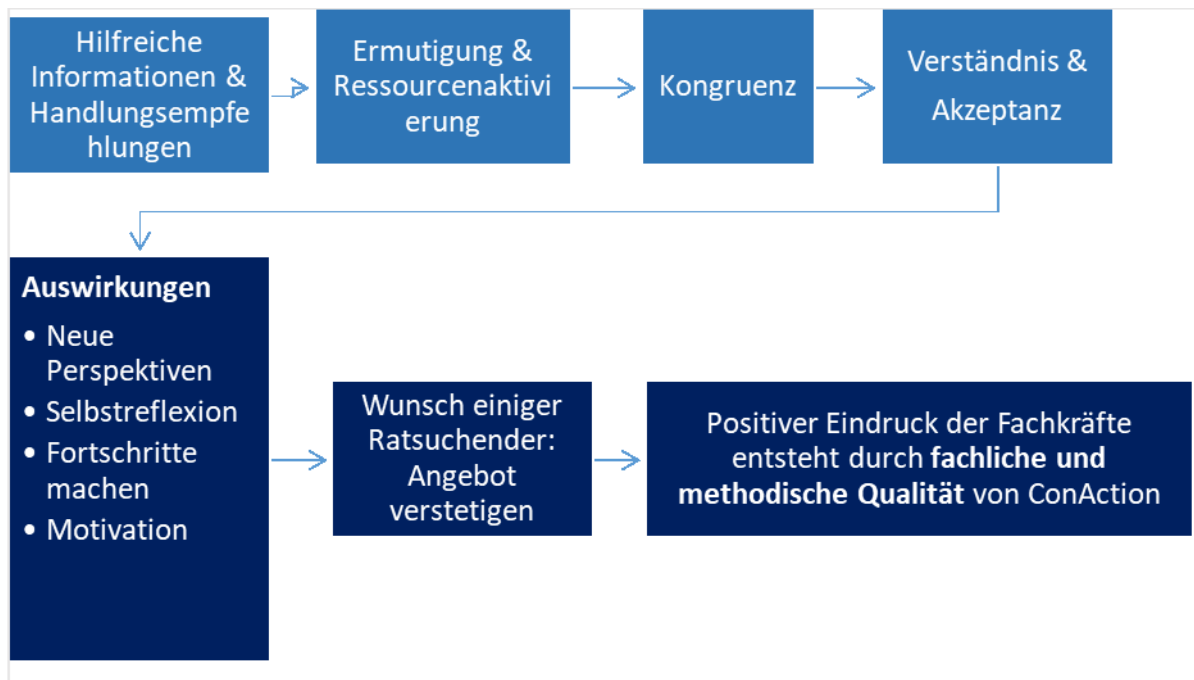 Hilfreiche
Informationen &
Handlungsempfe
hlungen
Ermutigung &
Ressourcenaktivi
erung
Kongruenz
Verständnis &
Akzeptanz
Auswirkungen
• Neue
Perspektiven
• Selbstreflexion
• Fortschritte
machen
• Motivation
Wunsch einiger
Ratsuchender:
Angebot
verstetigen
Positiver Eindruck der Fachkräfte
entsteht durch fachliche und
methodische Qualität von ConAction